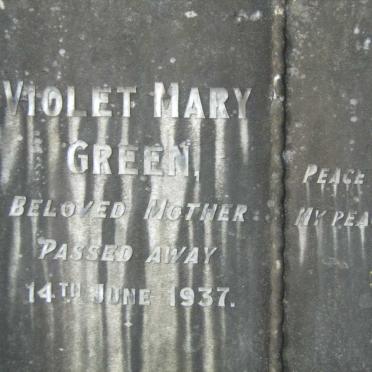 VIOLET MARY
GREEN,
BELOVED MOTHER
PASSED AWAY
14TH JUNE 1937.
PEACE
MY PEA